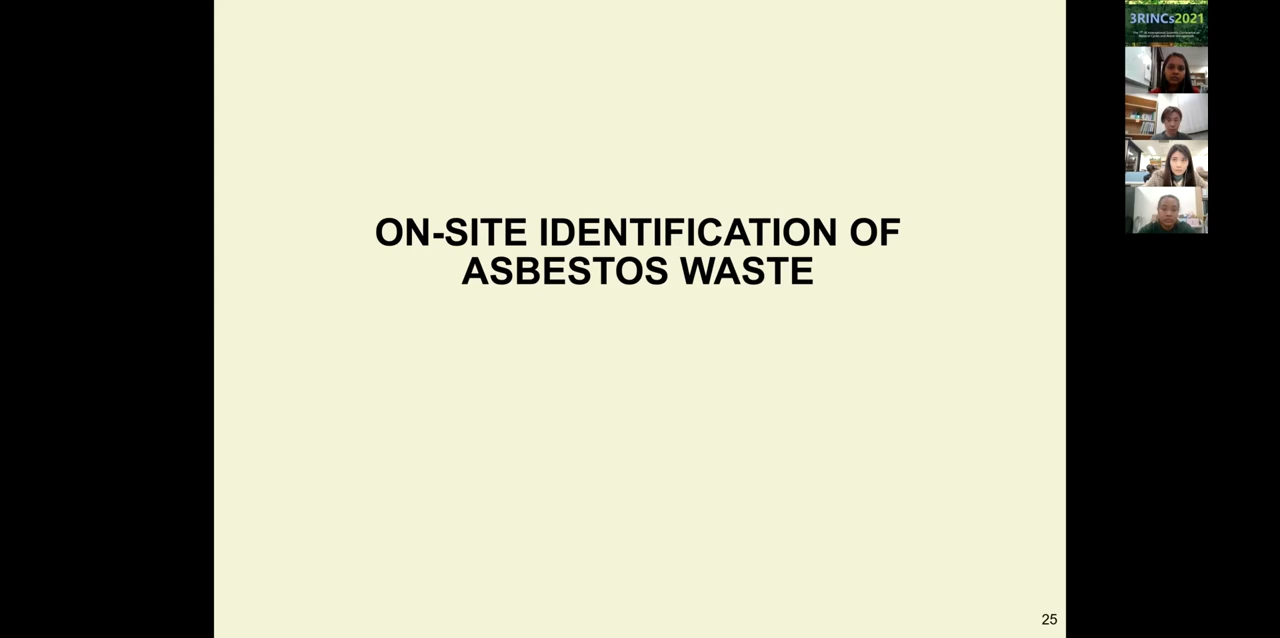 ON-SITE IDENTIFICATION OF
ASBESTOS WASTE
25
3RINCs2021